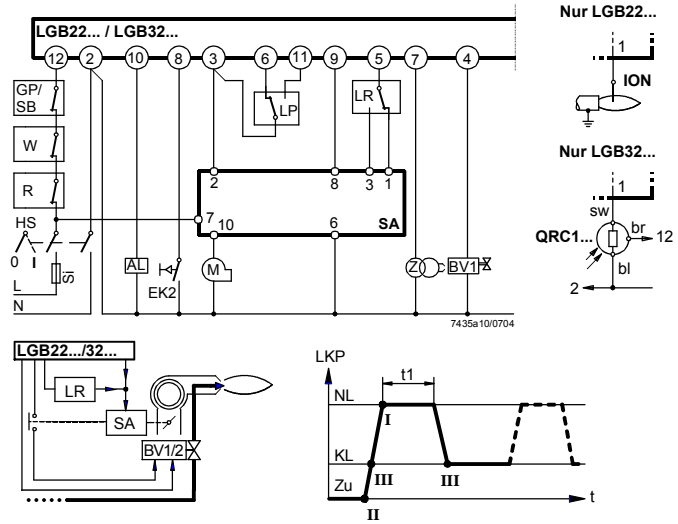 LGB22... / LGB32...
12 2 10 8 3 6 11 9 5 7 4
GP/
SB
LP
LR
W
R
2 8 3 1
7 10 6 SA
HS
0 I
Si
L
N
AL
EK2
M
Z
BV1
7435a10/0704
Nur LGB22...
1
ION
Nur LGB32...
1
sw
QRC1...
br
12
bl
2
LGB22.../32...
LR
SA
BV1/2
LKP
t1
NL
I
KL
III III
Zu
II
t